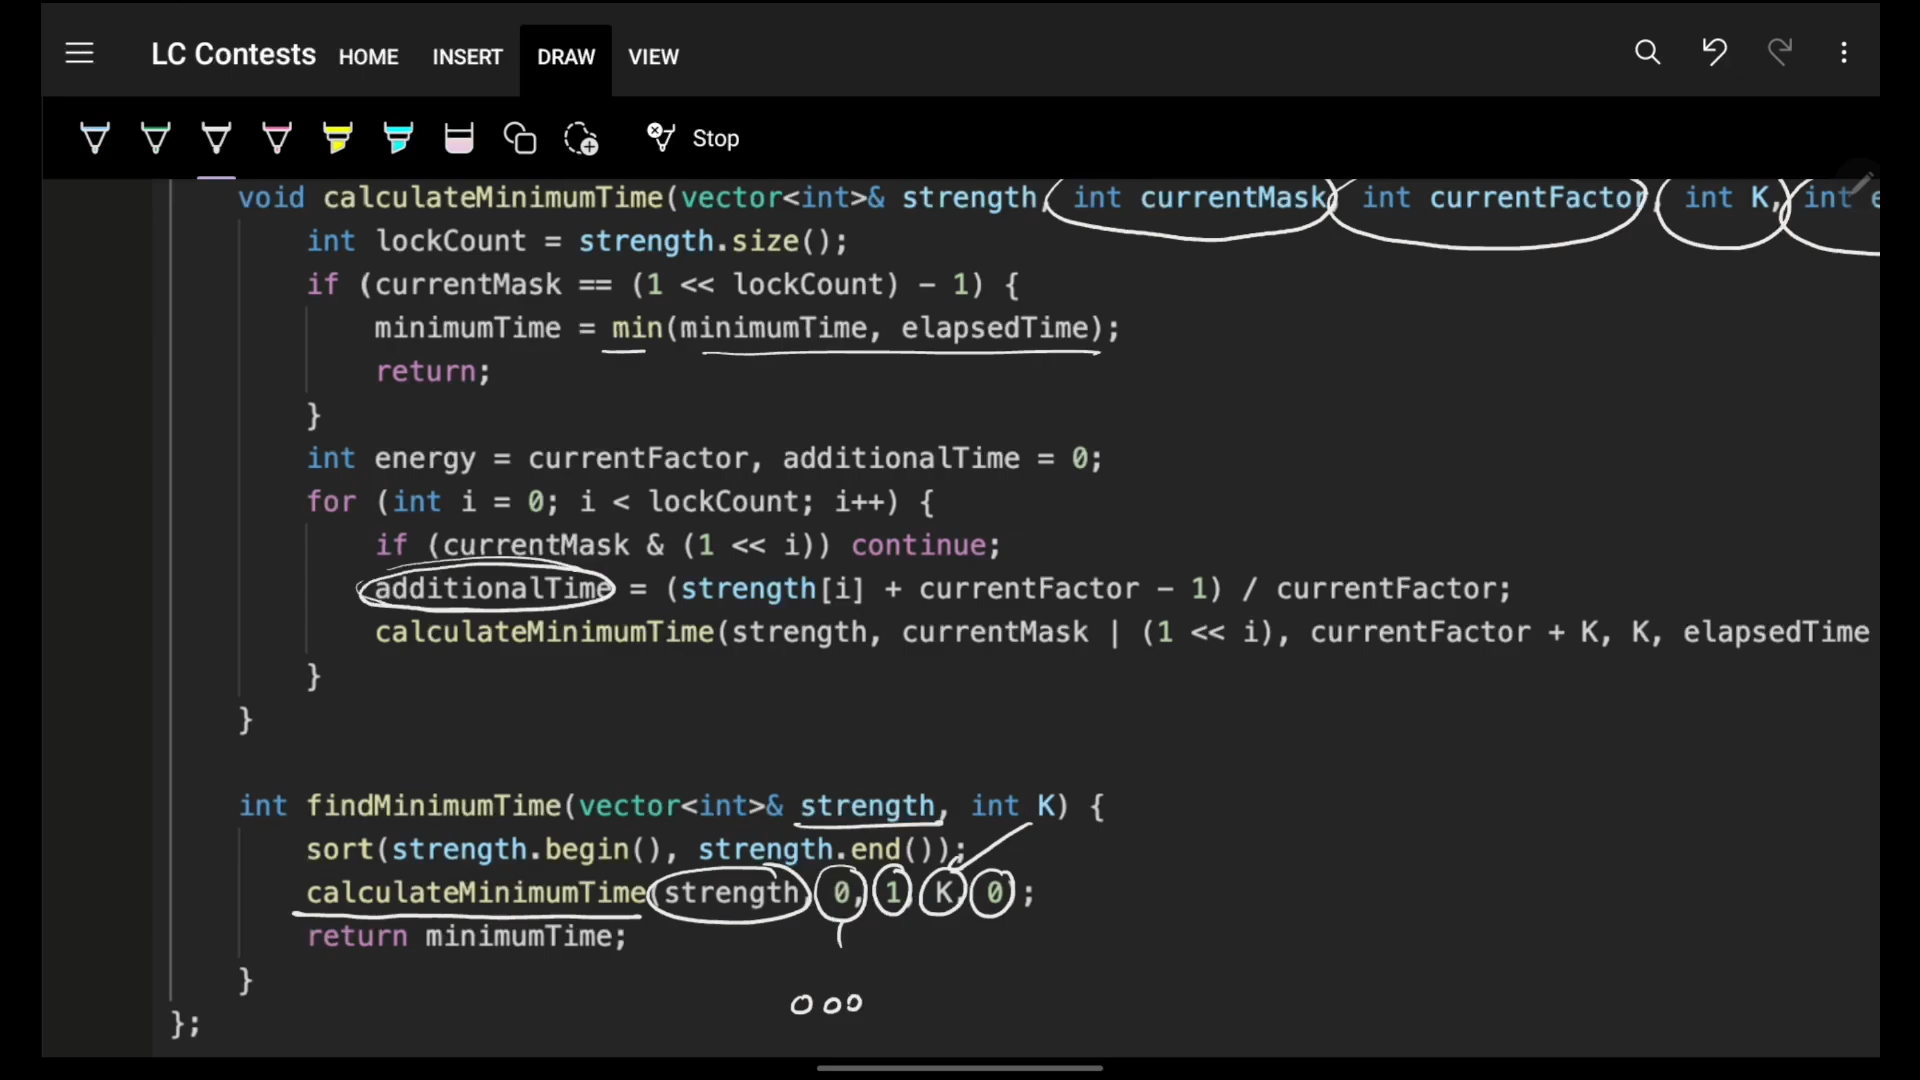 LC Contests HOME INSERT DRAW VIEW
Stop
void calculateMinimumTime(vector<int>& strength, int currentMask, int currentFactor, int K, int e
int lockCount = strength.size();
if (currentMask == (1 << lockCount) - 1) {
minimumTime = min(minimumTime, elapsedTime);
return;
}
int energy = currentFactor, additionalTime = 0;
for (int i = 0; i < lockCount; i++) {
if (currentMask & (1 << i)) continue;
additionalTime = (strength[i] + currentFactor - 1) / currentFactor;
calculateMinimumTime(strength, currentMask | (1 << i), currentFactor + K, K, elapsedTime
}
}
int findMinimumTime(vector<int>& strength, int K) {
sort(strength.begin(), strength.end());
calculateMinimumTime(strength, 0, 1, K, 0);
return minimumTime;
}
000
};